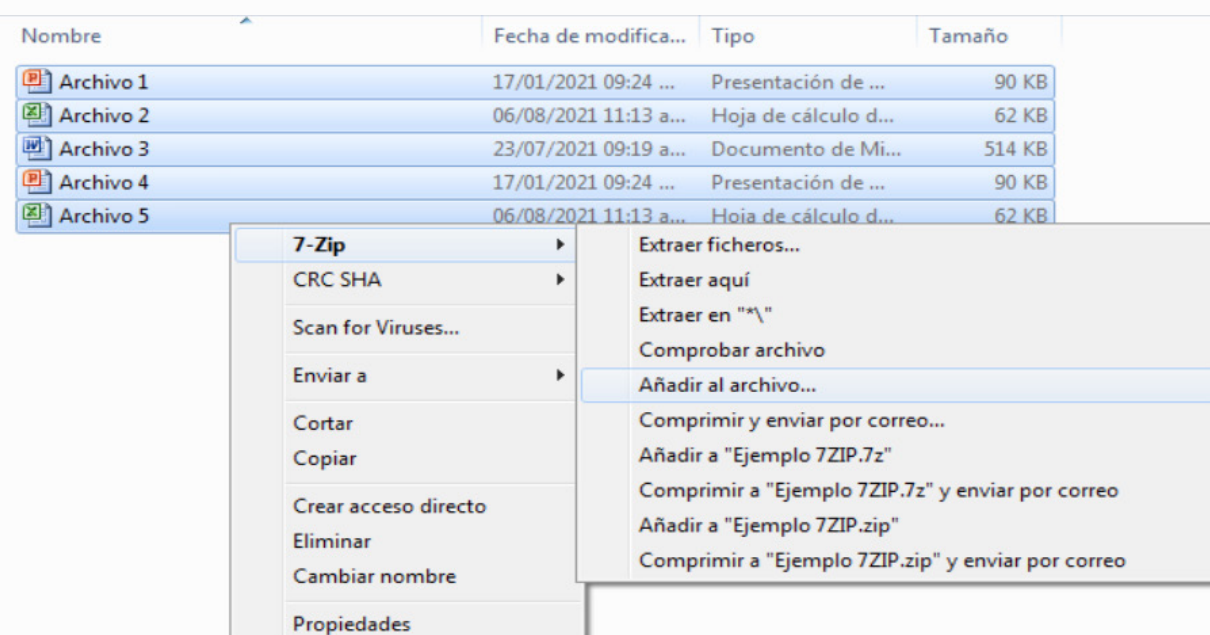 Nombre Fecha de modifica... Tipo Tamaño
Archivo 1 17/01/2021 09:24 ... Presentación de ... 90 KB
Archivo 2 06/08/2021 11:13 a... Hoja de cálculo d... 62 KB
Archivo 3 23/07/2021 09:19 a... Documento de Mi... 514 KB
Archivo 4 17/01/2021 09:24 ... Presentación de ... 90 KB
Archivo 5 06/08/2021 11:13 a... Hoja de cálculo d... 62 KB
7-Zip
CRC SHA
Scan for Viruses...
Enviar a
Cortar
Copiar
Crear acceso directo
Eliminar
Cambiar nombre
Propiedades
Extraer ficheros...
Extraer aquí
Extraer en "*\"
Comprobar archivo
Añadir al archivo...
Comprimir y enviar por correo...
Añadir a "Ejemplo 7ZIP.7z"
Comprimir a "Ejemplo 7ZIP.7z" y enviar por correo
Añadir a "Ejemplo 7ZIP.zip"
Comprimir a "Ejemplo 7ZIP.zip" y enviar por correo